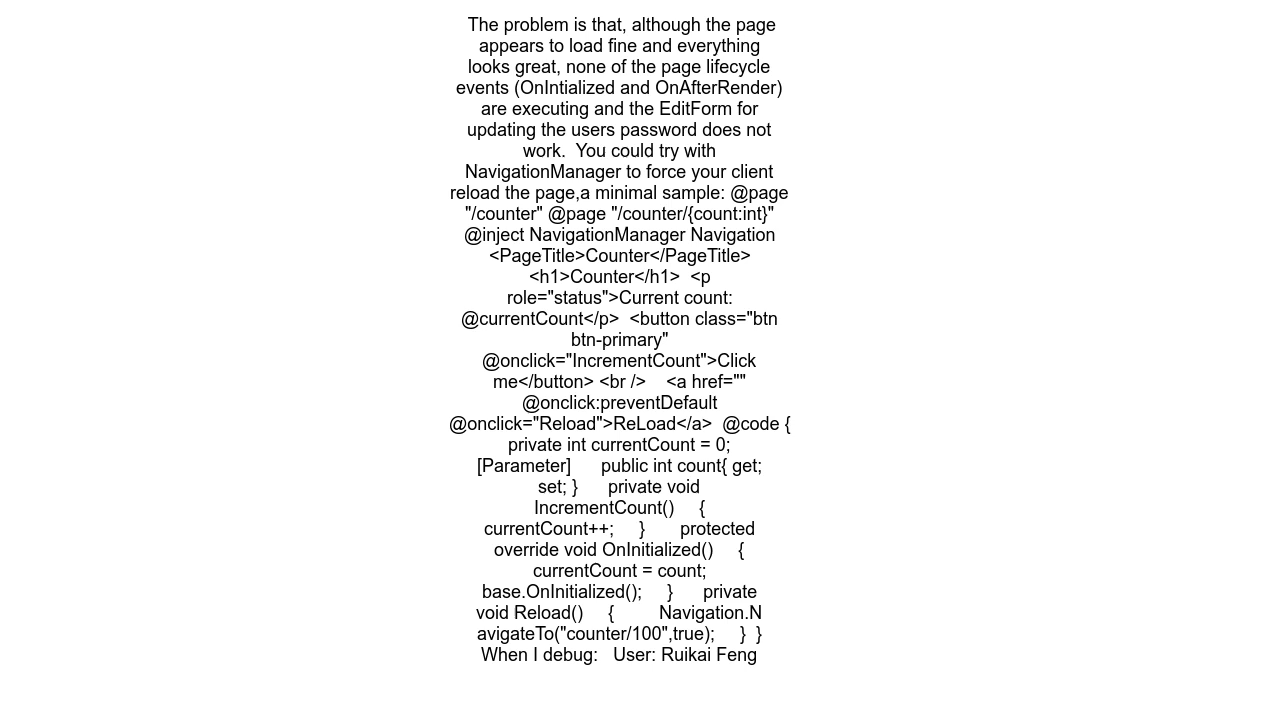 The problem is that, although the page
appears to load fine and everything
looks great, none of the page lifecycle
events (OnIntialized and OnAfterRender)
are executing and the EditForm for
updating the users password does not
work.  You could try with
NavigationManager to force your client
reload the page,a minimal sample: @page
"/counter" @page "/counter/{count:int}"
@inject NavigationManager Navigation
<PageTitle>Counter</PageTitle>
<h1>Counter</h1>  <p
role="status">Current count:
@currentCount</p>  <button class="btn
btn-primary"
@onclick="IncrementCount">Click
me</button> <br />    <a href=""
@onclick:preventDefault
@onclick="Reload">ReLoad</a>  @code {
private int currentCount = 0;
[Parameter]      public int count{ get;
set; }      private void
IncrementCount()     {
currentCount++;     }       protected
override void OnInitialized()     {
currentCount = count;
base.OnInitialized();     }      private
void Reload()     {         Navigation.N
avigateTo("counter/100",true);     }  }
When I debug:   User: Ruikai Feng